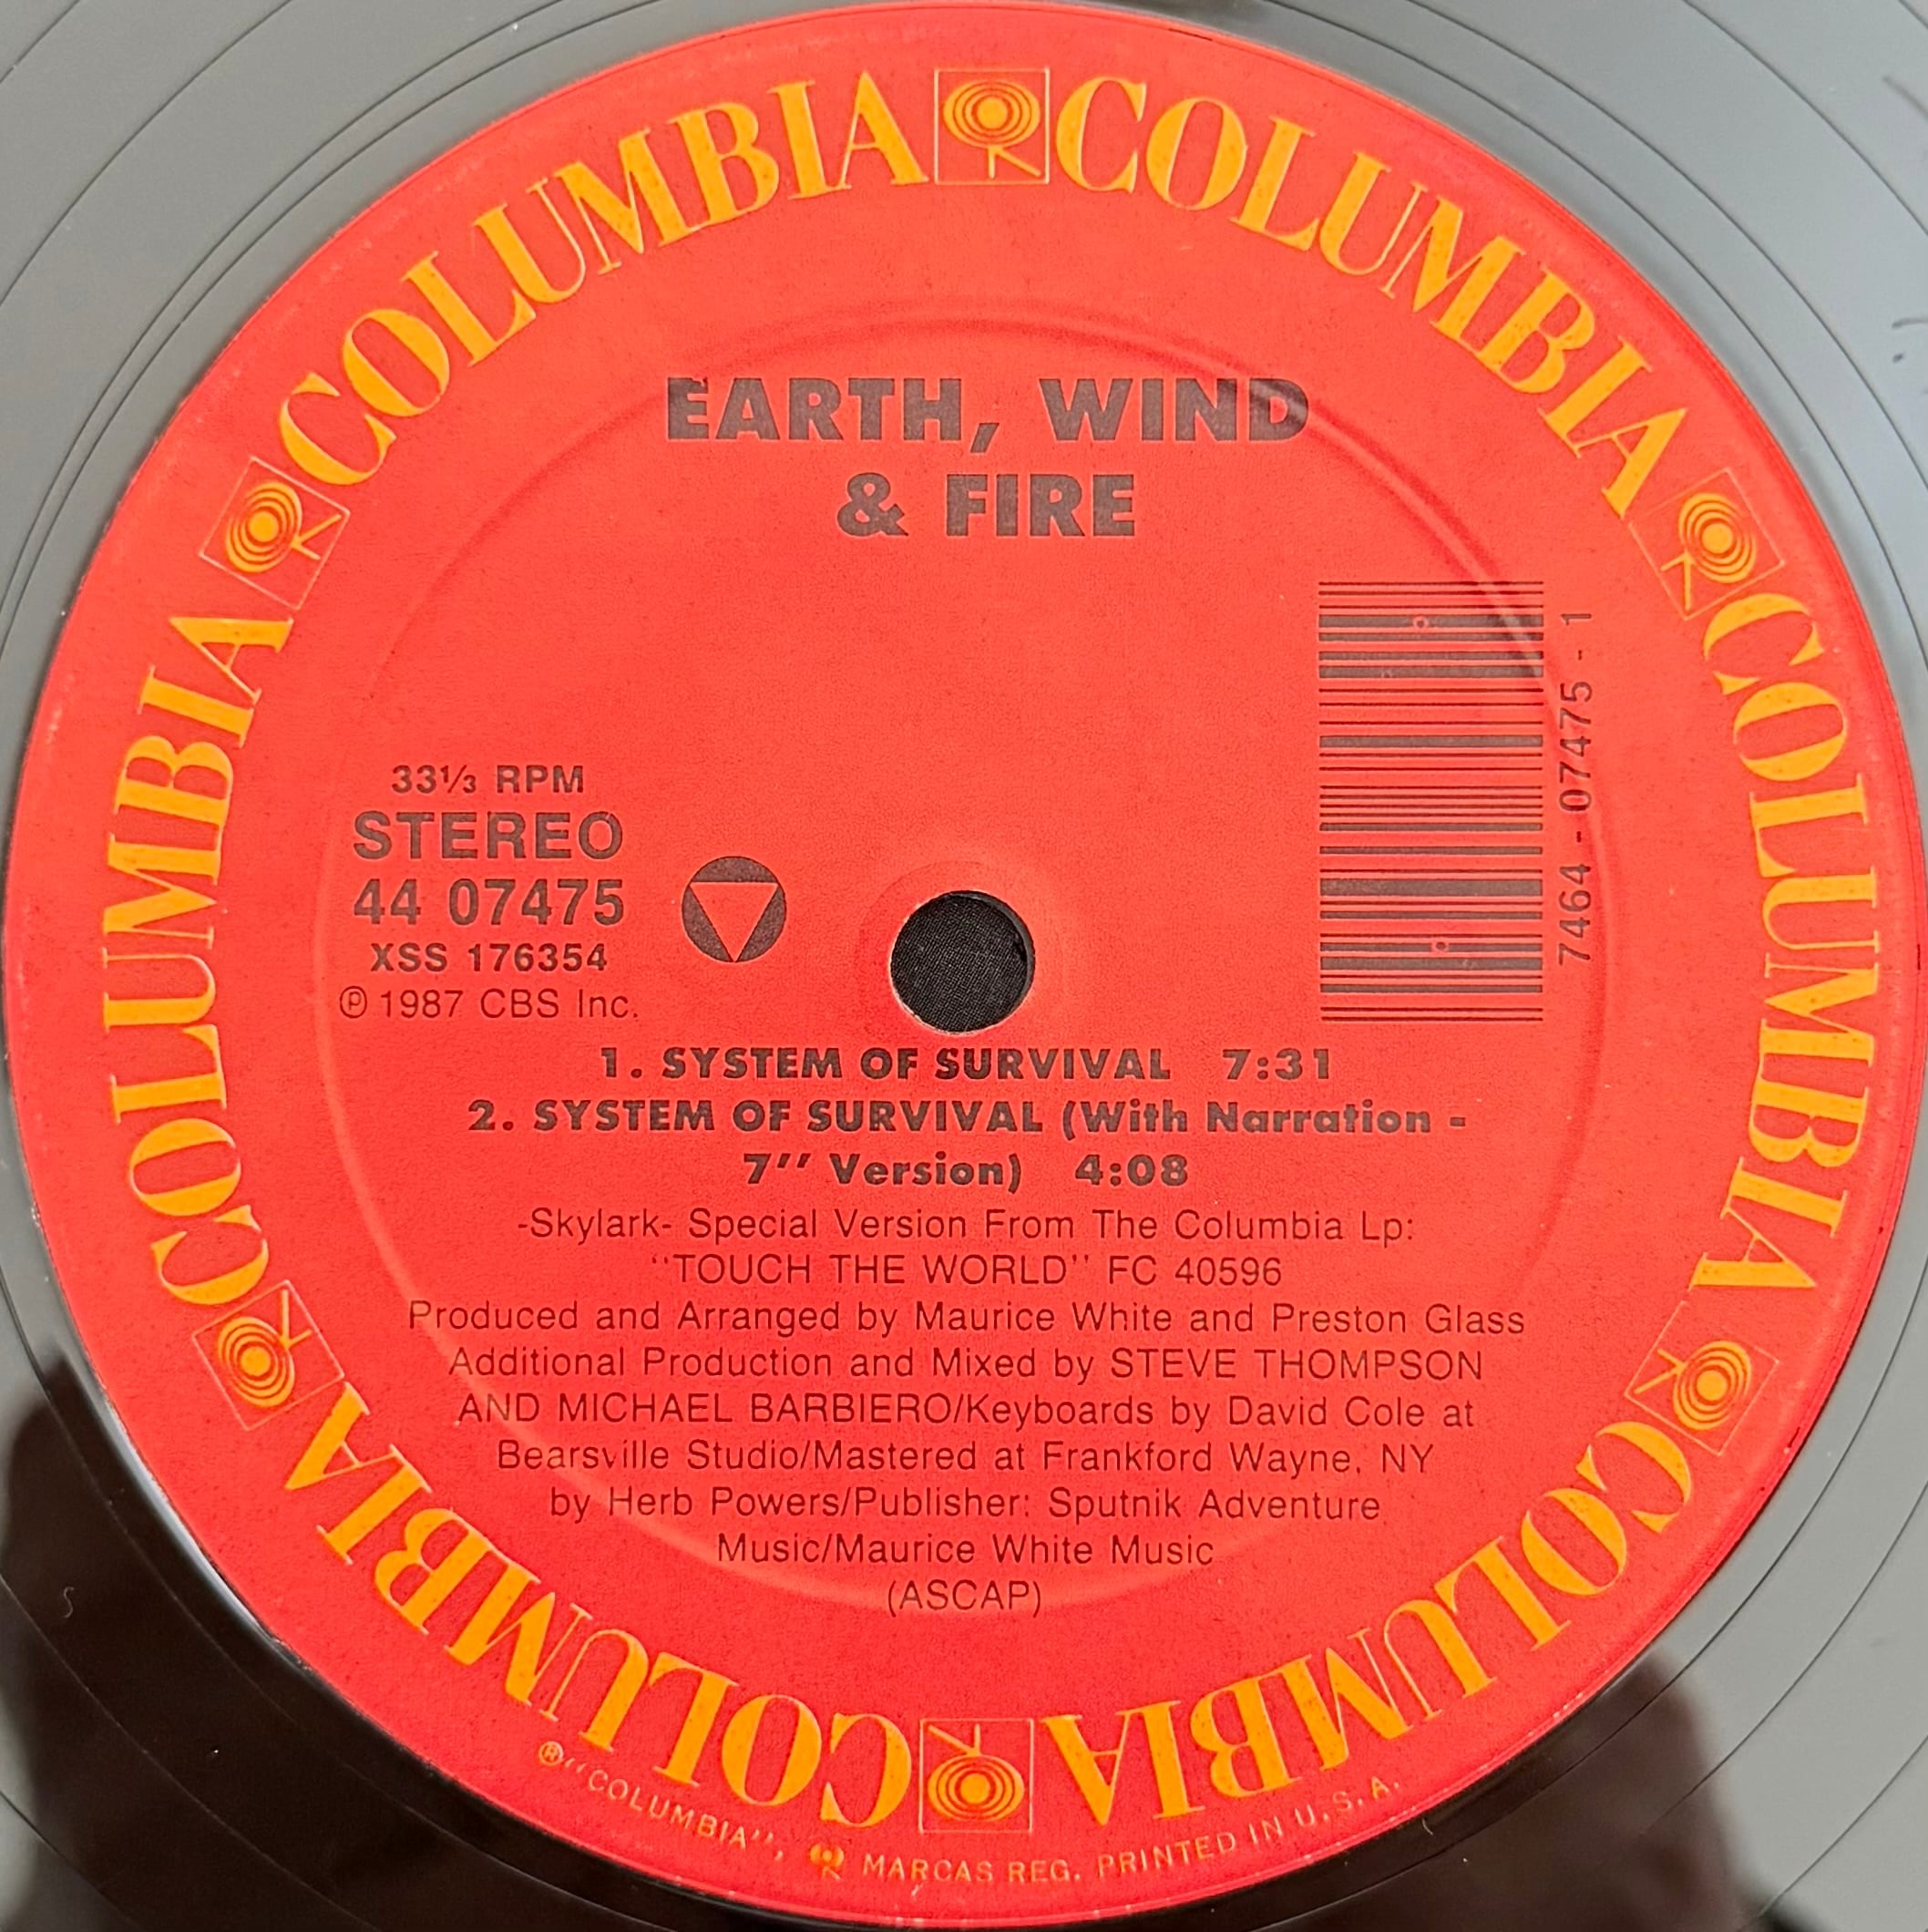 COLUMBIA COLUMBIA COLUMBIA COLUMBIA COLUMBIA COLUMBIA
EARTH, WIND
& FIRE
33⅓ RPM
STEREO
44 07475
XSS 176354
℗ 1987 CBS Inc.
7464 - 07475 - 1
1. SYSTEM OF SURVIVAL 7:31
2. SYSTEM OF SURVIVAL (With Narration -
7″ Version) 4:08
-Skylark- Special Version From The Columbia Lp:
“TOUCH THE WORLD” FC 40596
Produced and Arranged by Maurice White and Preston Glass
Additional Production and Mixed by STEVE THOMPSON
AND MICHAEL BARBIERO/Keyboards by David Cole at
Bearsville Studio/Mastered at Frankford Wayne, NY
by Herb Powers/Publisher: Sputnik Adventure
Music/Maurice White Music
(ASCAP)
®“COLUMBIA”, MARCAS REG. PRINTED IN U.S.A.